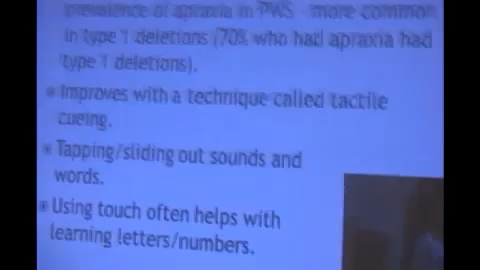 prevalence of apraxia in PWS - more common
in type 1 deletions (70% who had apraxia had
type 1 deletions).
Improves with a technique called tactile
cueing.
Tapping/sliding out sounds and
words.
Using touch often helps with
learning letters/numbers.